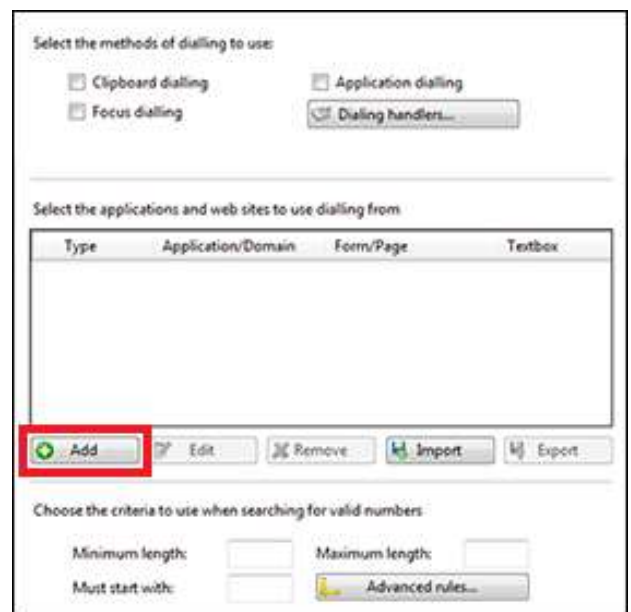 Select the methods of dialling to use:
Clipboard dialling Application dialling
Focus dialling Dialing handlers...
Select the applications and web sites to use dialling from
Type Application/Domain Form/Page Textbox
Add Edit Remove Import Export
Choose the criteria to use when searching for valid numbers
Minimum length: Maximum length:
Must start with: Advanced rules...